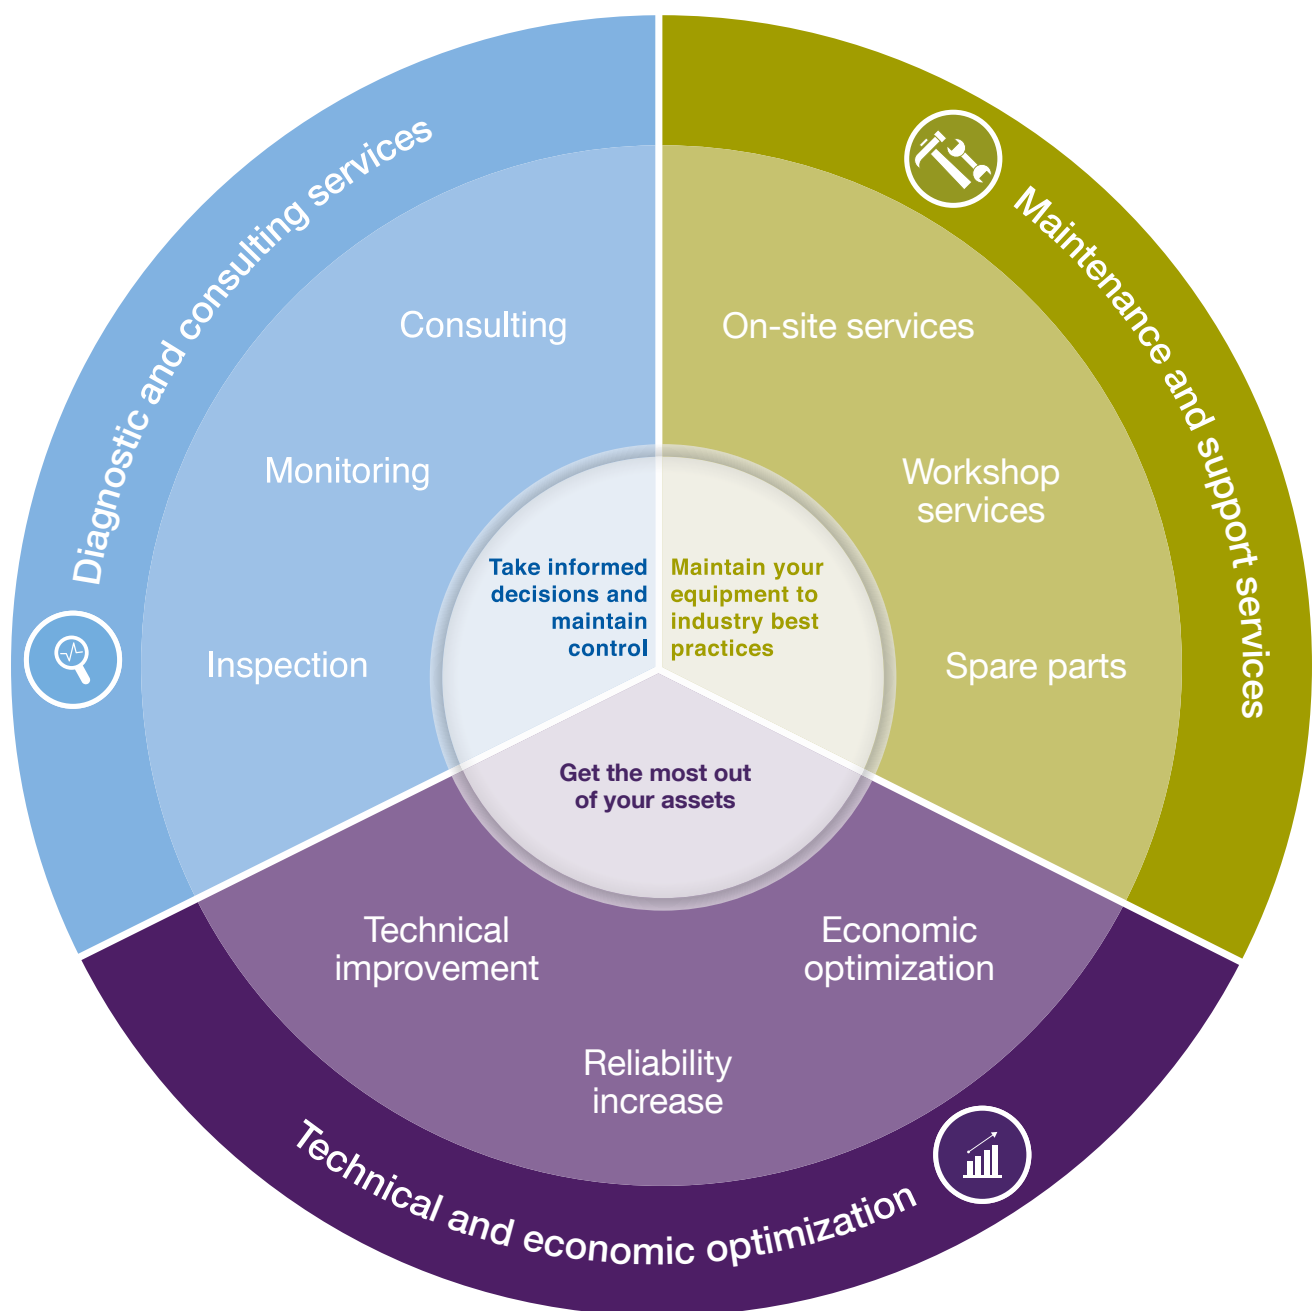 Diagnostic and consulting services
Consulting
Monitoring
Inspection
Take informed
decisions and
maintain
control
Maintenance and support services
On-site services
Workshop
services
Spare parts
Maintain your
equipment to
industry best
practices
Get the most out
of your assets
Technical
improvement
Economic
optimization
Reliability
increase
Technical and economic optimization